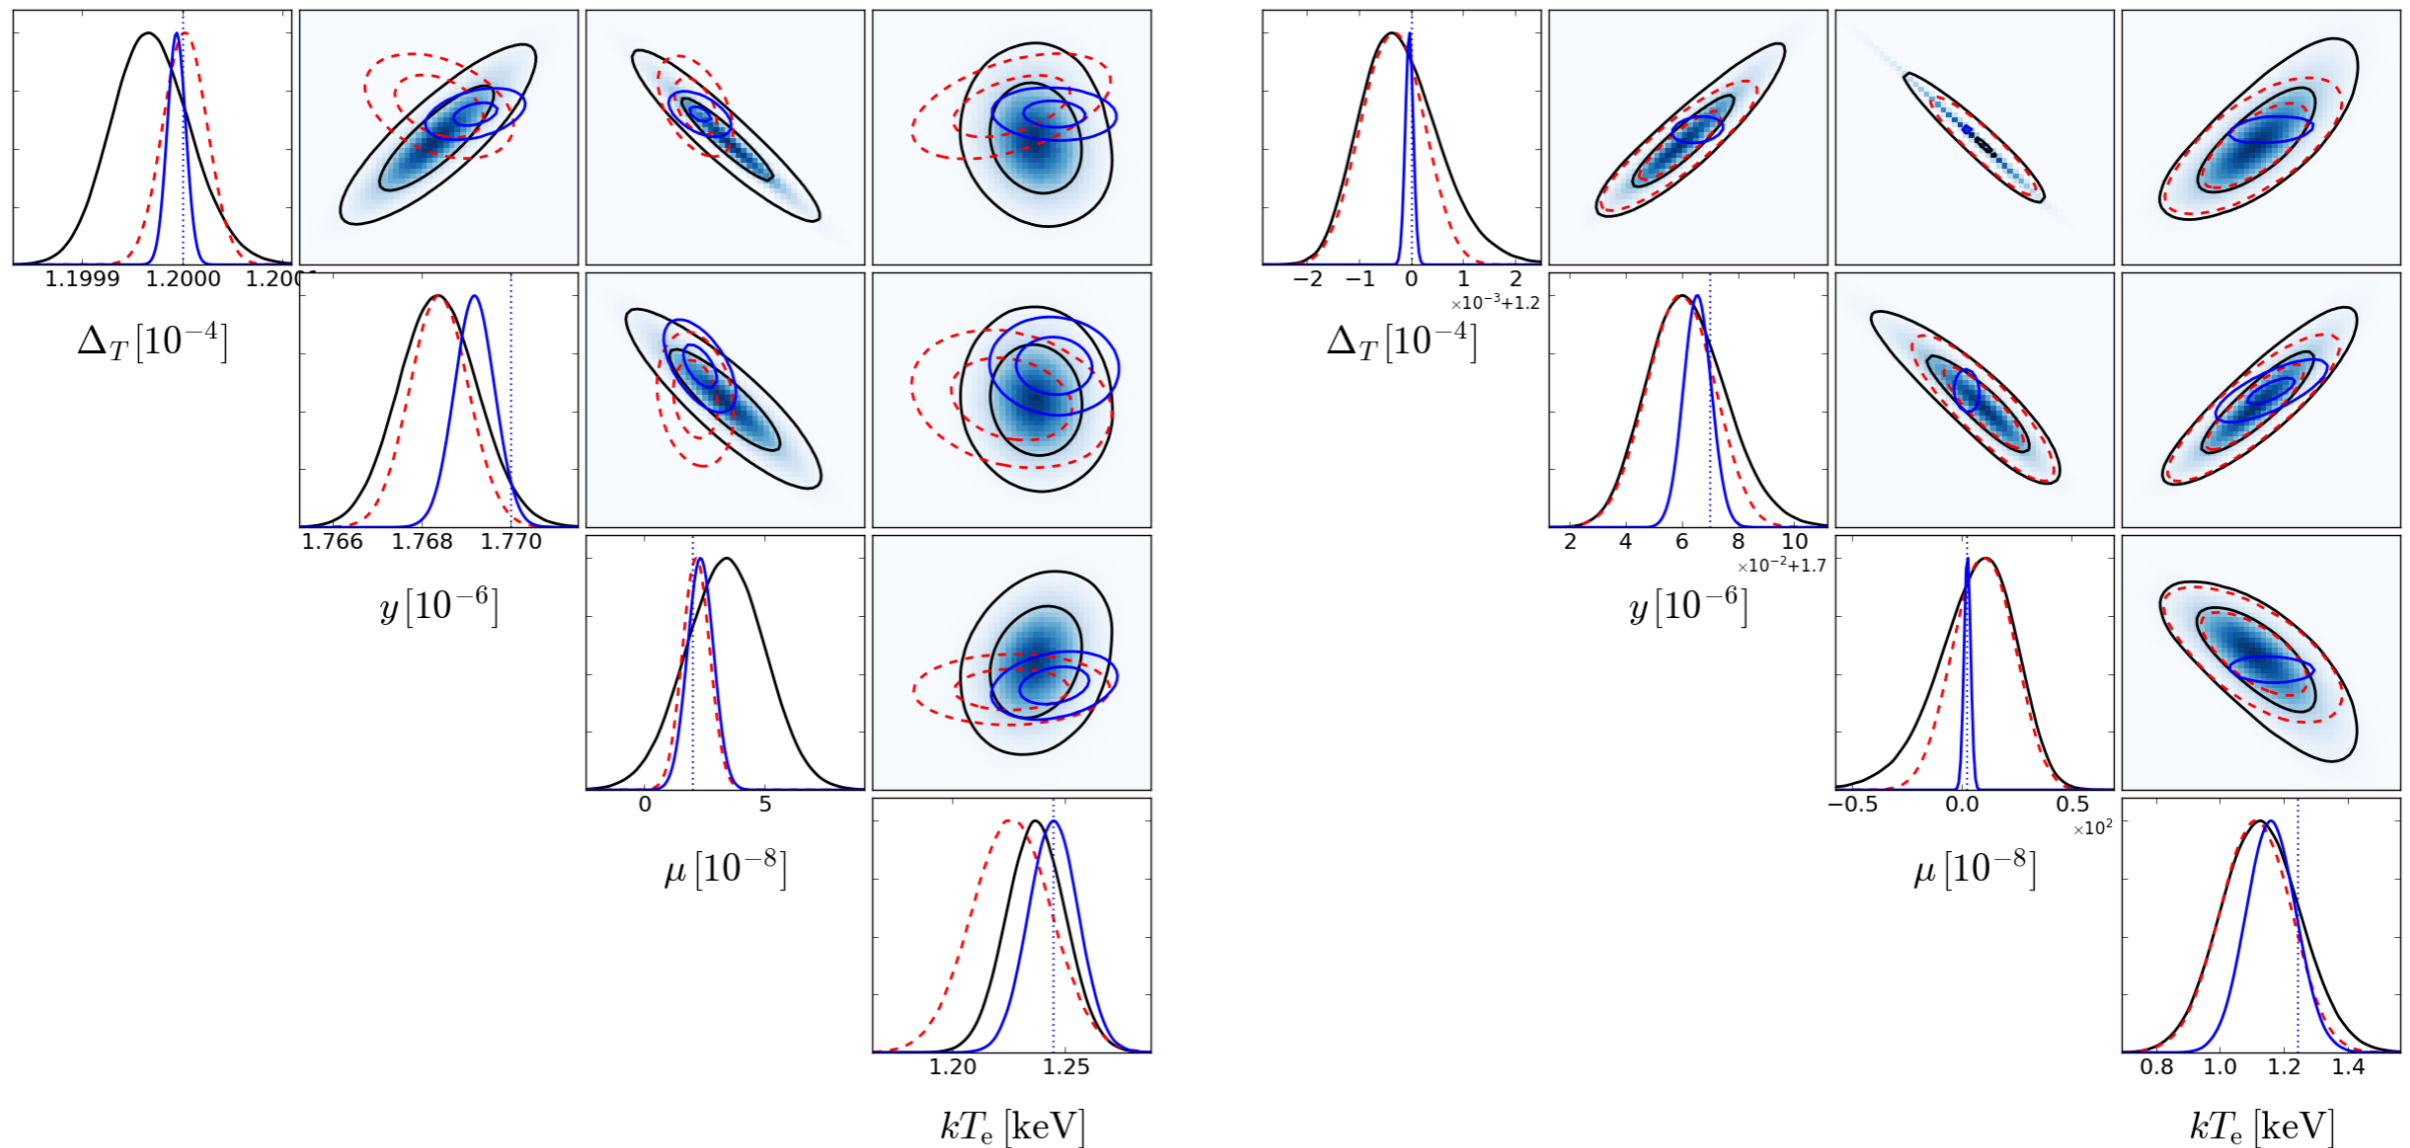 1.1999 1.2000 1.200
Δ_T [10^{-4}]
1.766 1.768 1.770
y [10^{-6}]
0 5
μ [10^{-8}]
1.20 1.25
kT_e [keV]
−2 −1 0 1 2
×10^{-3}+1.2
Δ_T [10^{-4}]
2 4 6 8 10
×10^{-2}+1.7
y [10^{-6}]
−0.5 0.0 0.5
×10^2
μ [10^{-8}]
0.8 1.0 1.2 1.4
kT_e [keV]